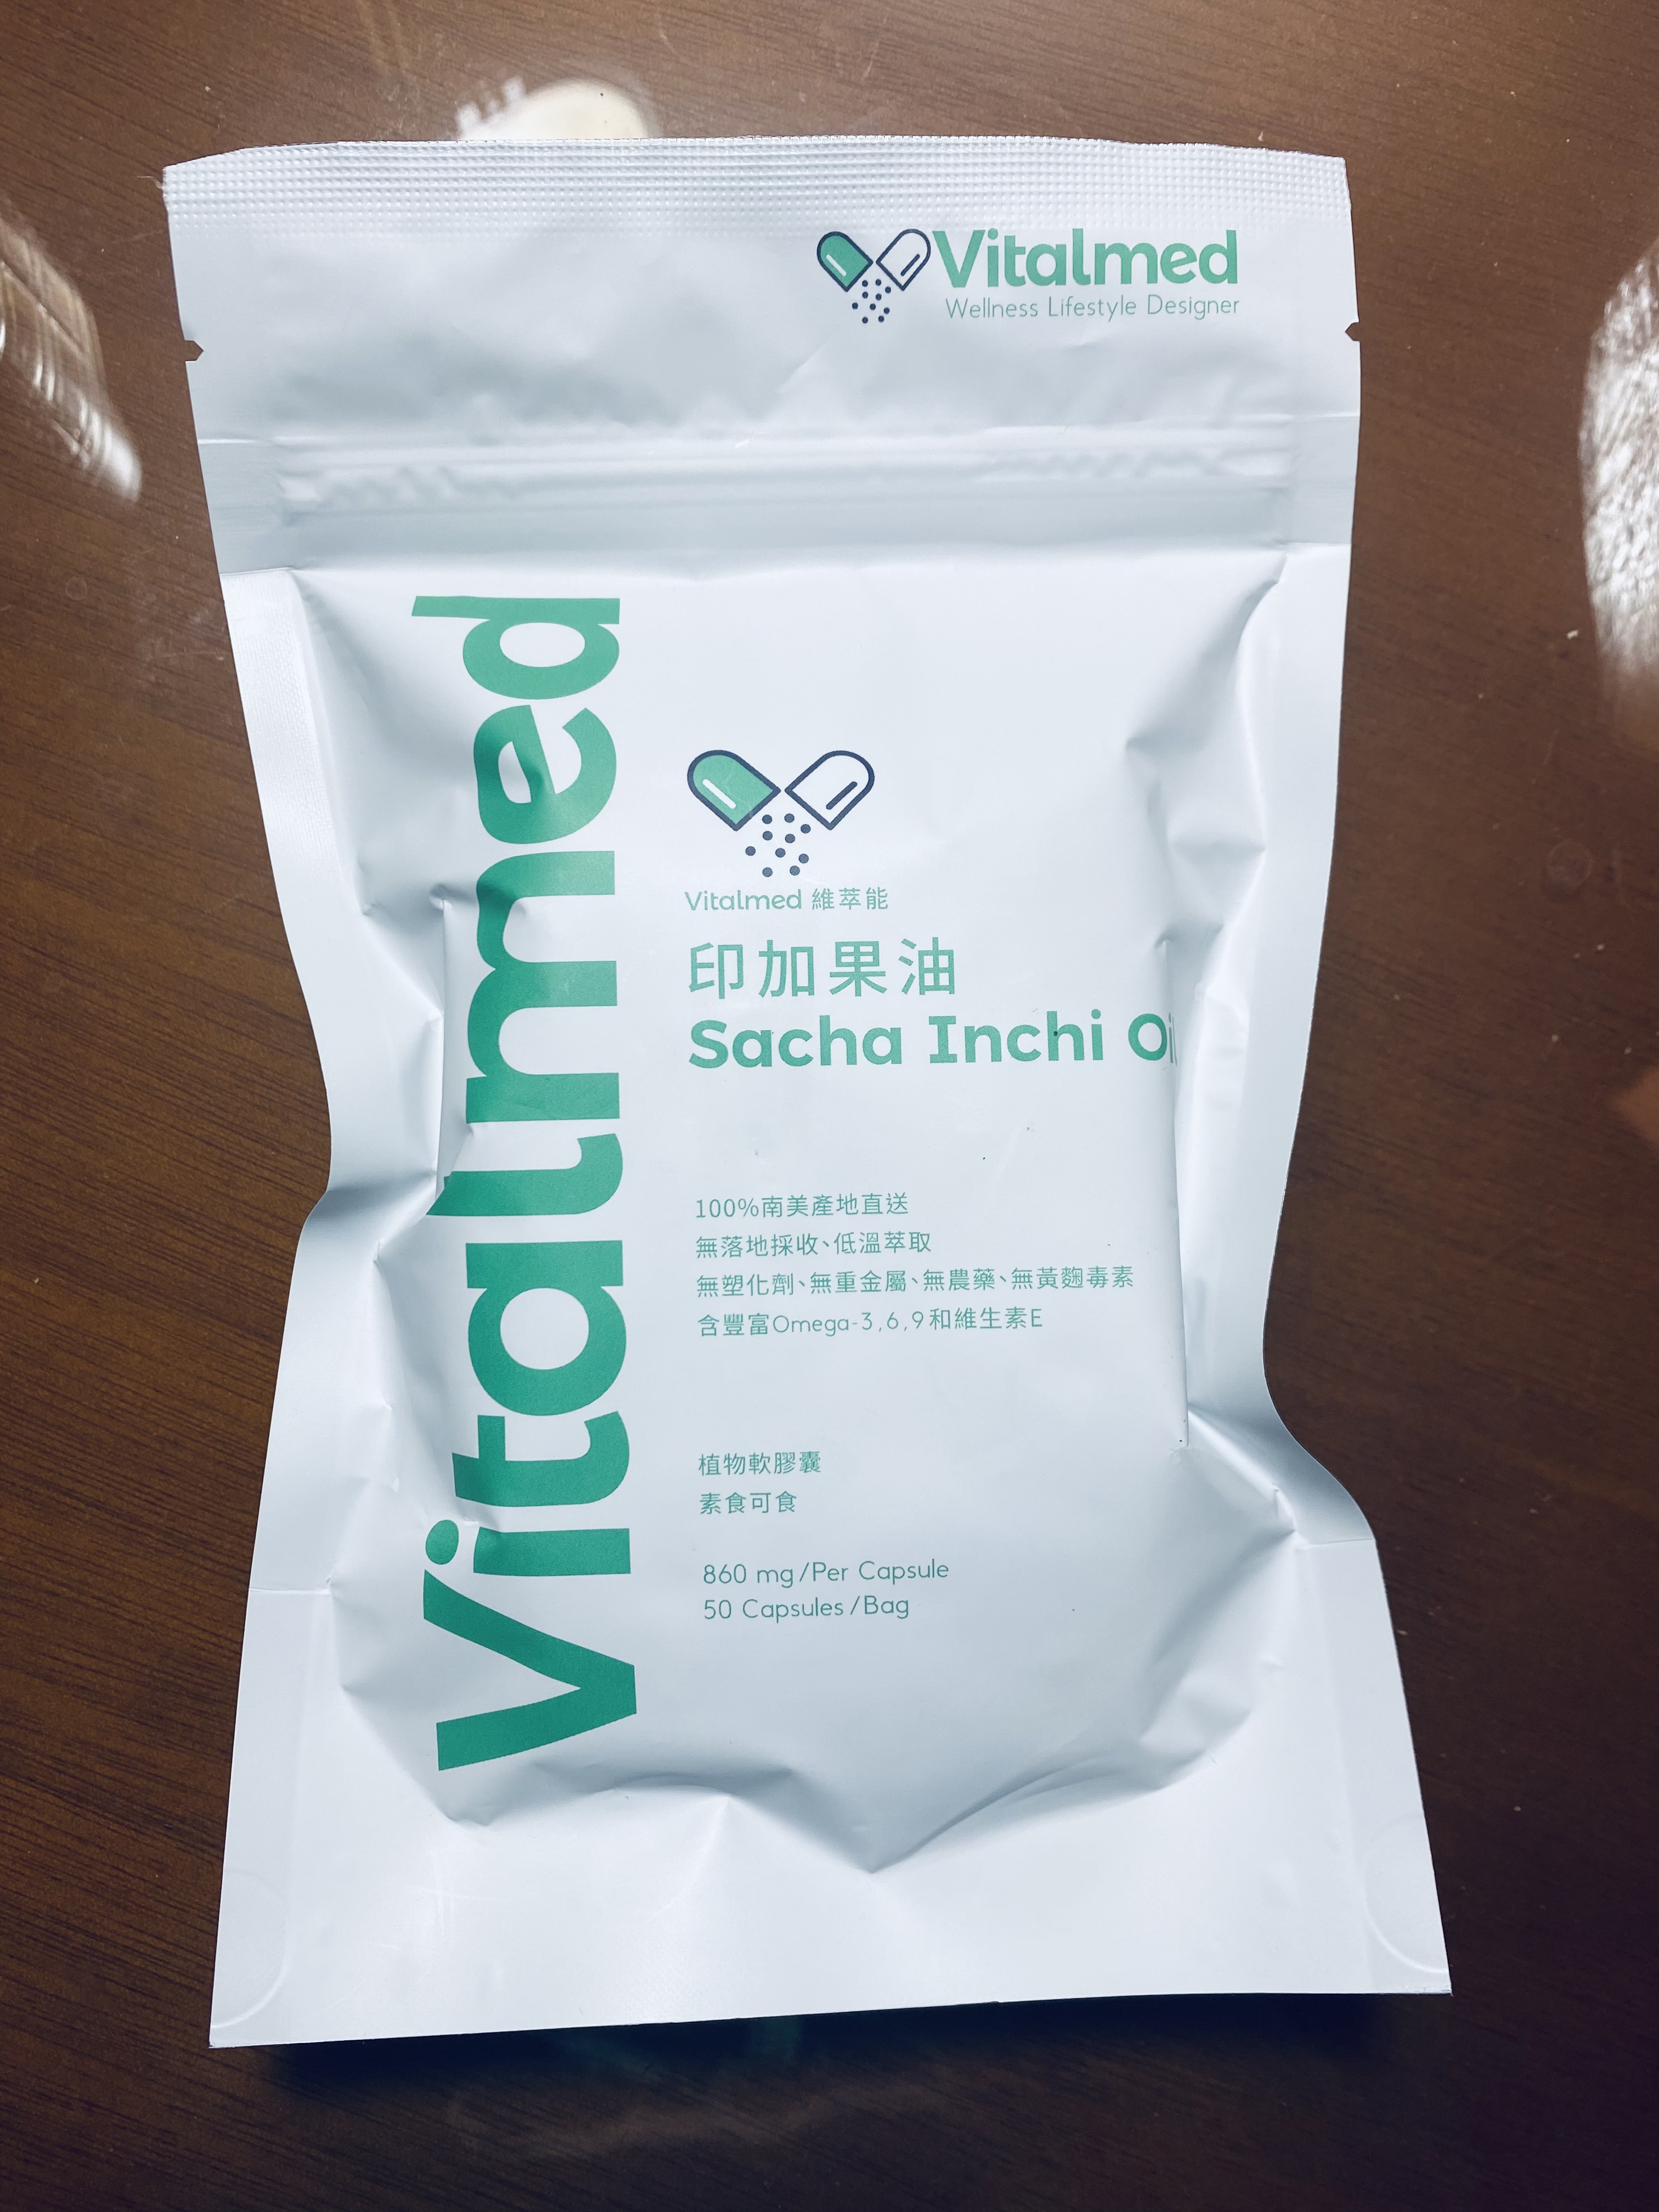 Vitalmed
Wellness Lifestyle Designer
Vitalmed
Vitalmed 維萃能
印加果油
Sacha Inchi Oil
100%南美產地直送
無落地採收、低溫萃取
無塑化劑、無重金屬、無農藥、無黃麴毒素
含豐富Omega-3,6,9和維生素E
植物軟膠囊
素食可食
860 mg/Per Capsule
50 Capsules/Bag